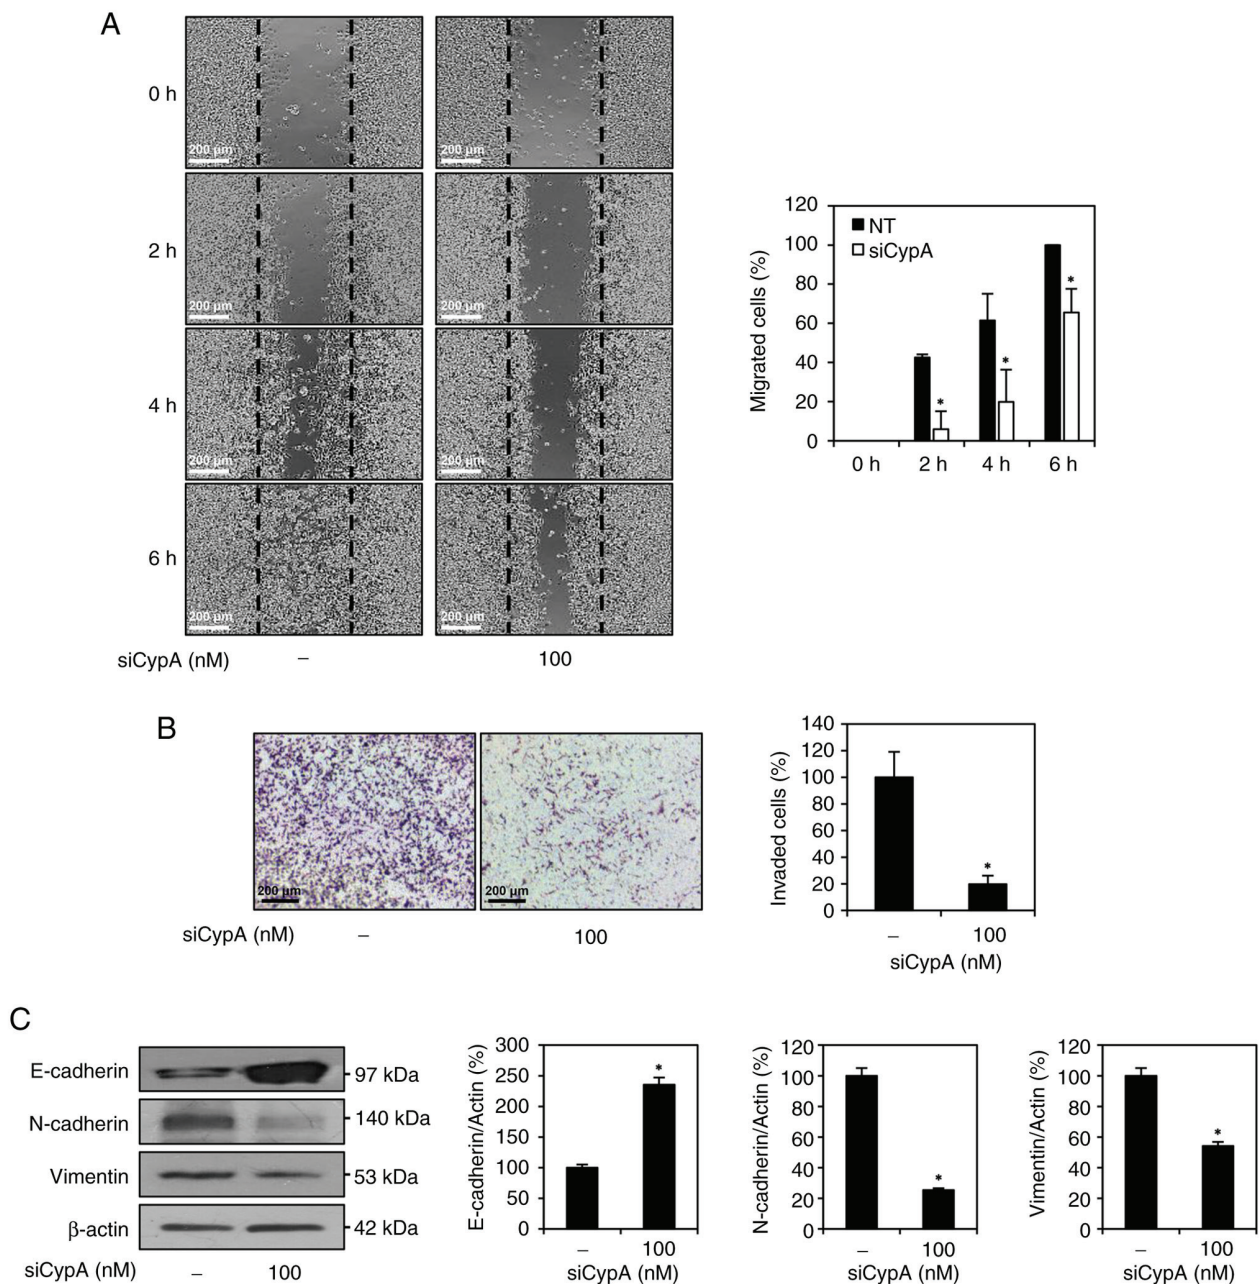 A
0 h
200 µm
200 µm
2 h
200 µm
200 µm
4 h
200 µm
200 µm
6 h
200 µm
200 µm
siCypA (nM)
–
100
Migrated cells (%)
120
100
80
60
40
20
0
NT
siCypA
*
*
*
0 h
2 h
4 h
6 h
B
200 µm
200 µm
siCypA (nM)
–
100
Invaded cells (%)
140
120
100
80
60
40
20
0
*
–
100
siCypA (nM)
C
E-cadherin
97 kDa
N-cadherin
140 kDa
Vimentin
53 kDa
β-actin
42 kDa
siCypA (nM)
–
100
E-cadherin/Actin (%)
300
250
200
150
100
50
0
*
–
100
siCypA (nM)
N-cadherin/Actin (%)
120
100
80
60
40
20
0
*
–
100
siCypA (nM)
Vimentin/Actin (%)
120
100
80
60
40
20
0
*
–
100
siCypA (nM)